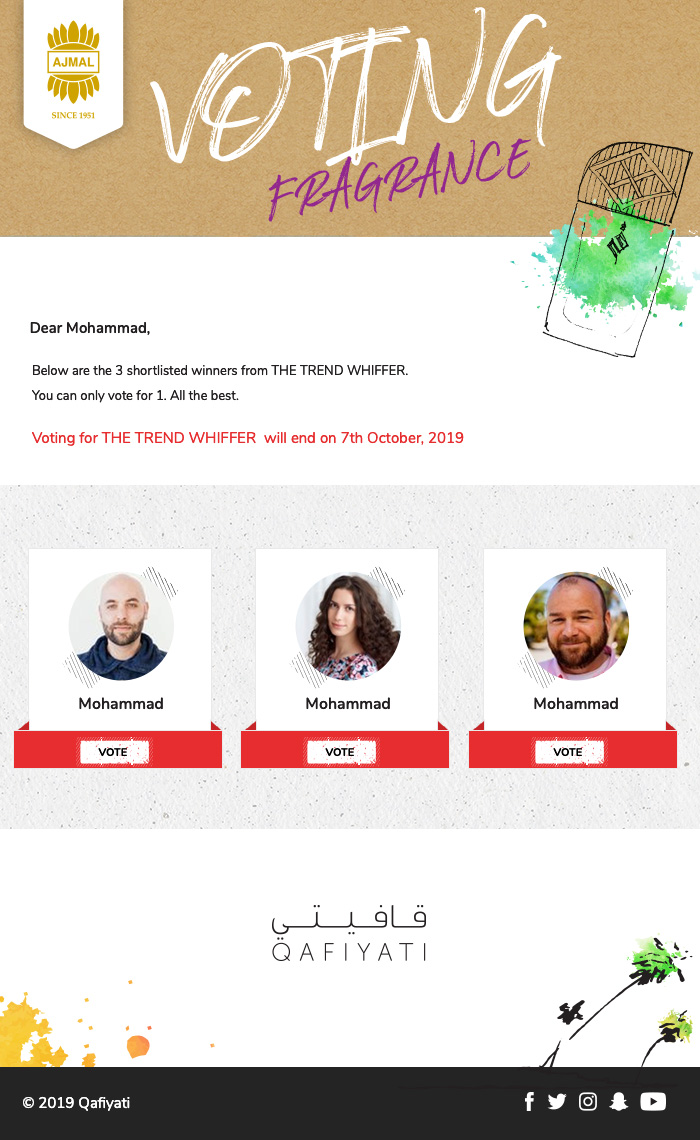 AJMAL
SINCE 1951
VOTING
FRAGRANCE
Dear Mohammad,
Below are the 3 shortlisted winners from THE TREND WHIFFER.
You can only vote for 1. All the best.
Voting for THE TREND WHIFFER will end on 7th October, 2019
Mohammad
VOTE
Mohammad
VOTE
Mohammad
VOTE
قافيتي
QAFIYATI
© 2019 Qafiyati